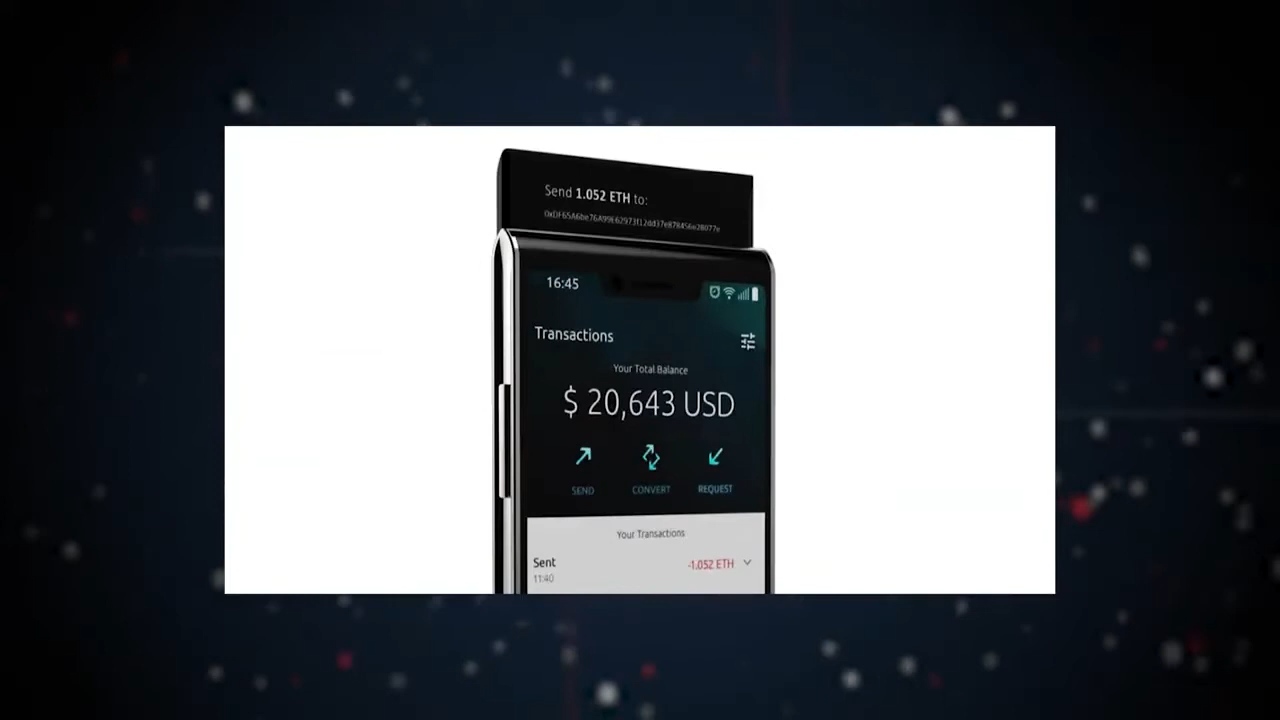 Send 1.052 ETH to:
16:45
Transactions
Your Total Balance
$ 20,643 USD
SEND CONVERT REQUEST
Your Transactions
Sent -1.052 ETH
11:40